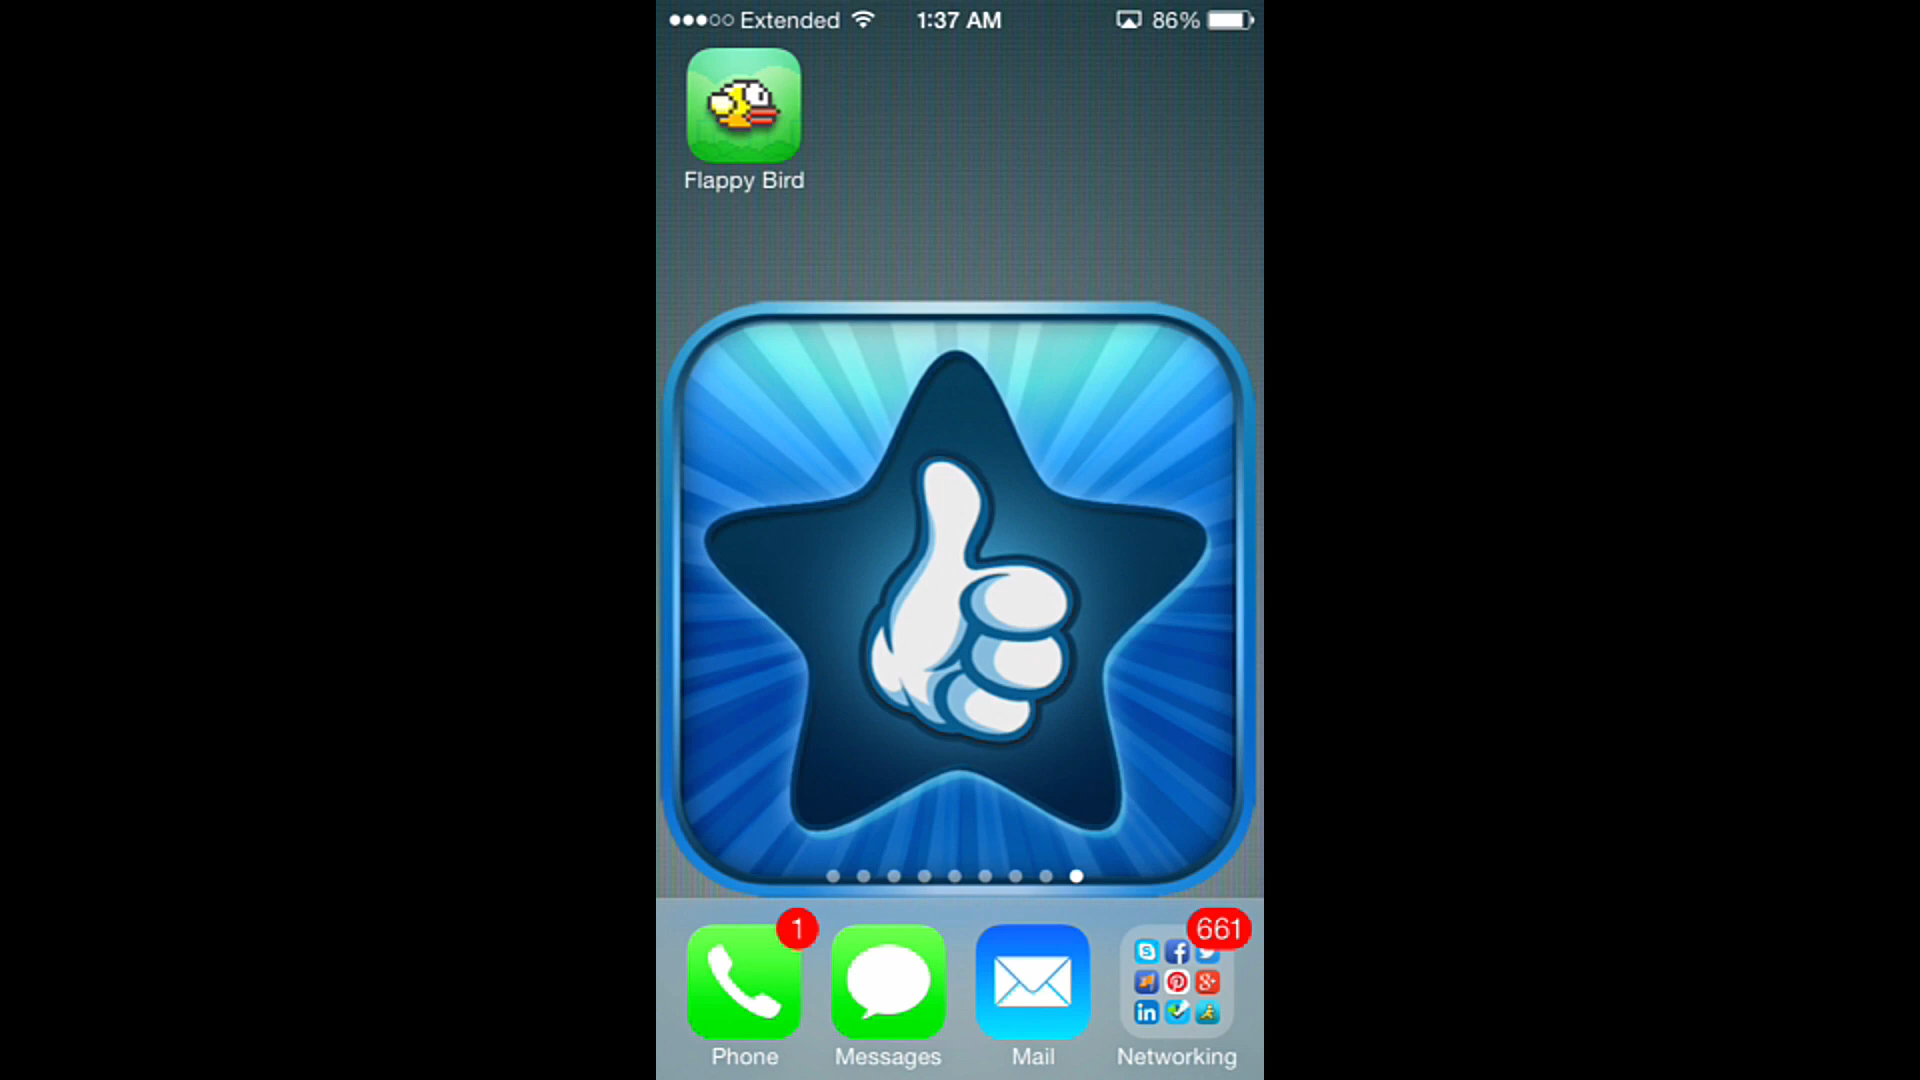 Extended 1:37 AM 86%
Flappy Bird
1
661
Phone Messages Mail Networking